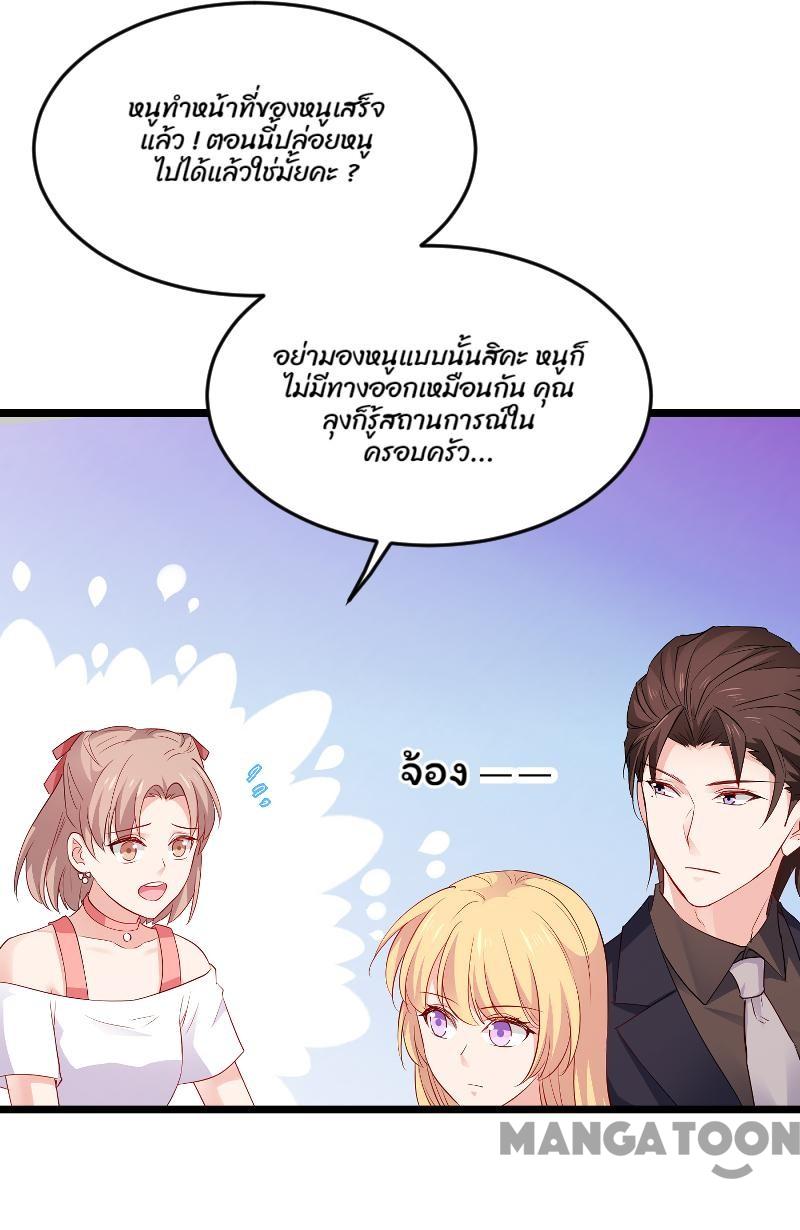 หนูทำหน้าที่ของหนูเสร็จ
แล้ว ! ตอนนี้ปล่อยหนู
ไปได้แล้วใช่มั้ยคะ ?
อย่ามองหนูแบบนั้นสิคะ หนูก็
ไม่มีทางออกเหมือนกัน คุณ
ลุงก็รู้สถานการณ์ใน
ครอบครัว...
จ้อง — —
MANGATOON